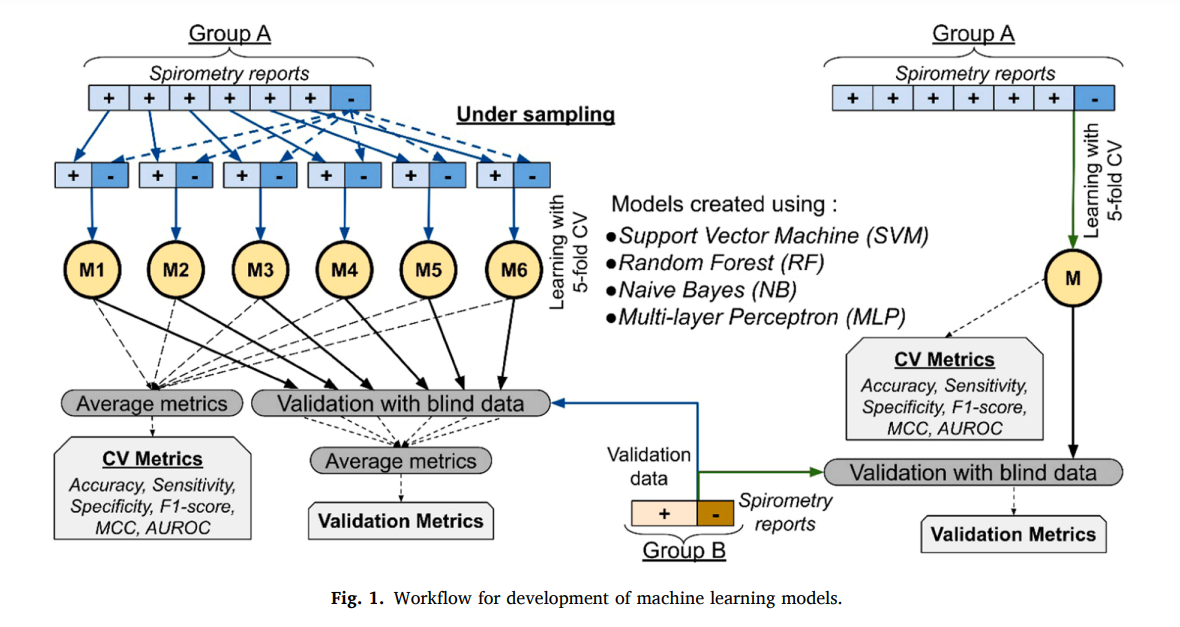 Group A
Spirometry reports
+ + + + + + -
Under sampling
+ - + - + - + - + - + -
M1 M2 M3 M4 M5 M6
Learning with
5-fold CV
Average metrics
Validation with blind data
CV Metrics
Accuracy, Sensitivity,
Specificity, F1-score,
MCC, AUROC
Average metrics
Validation Metrics
Models created using :
●Support Vector Machine (SVM)
●Random Forest (RF)
●Naive Bayes (NB)
●Multi-layer Perceptron (MLP)
Validation
data
+ -
Spirometry
reports
Group B
Group A
Spirometry reports
+ + + + + + -
Learning with
5-fold CV
M
CV Metrics
Accuracy, Sensitivity,
Specificity, F1-score,
MCC, AUROC
Validation with blind data
Validation Metrics
Fig. 1. Workflow for development of machine learning models.